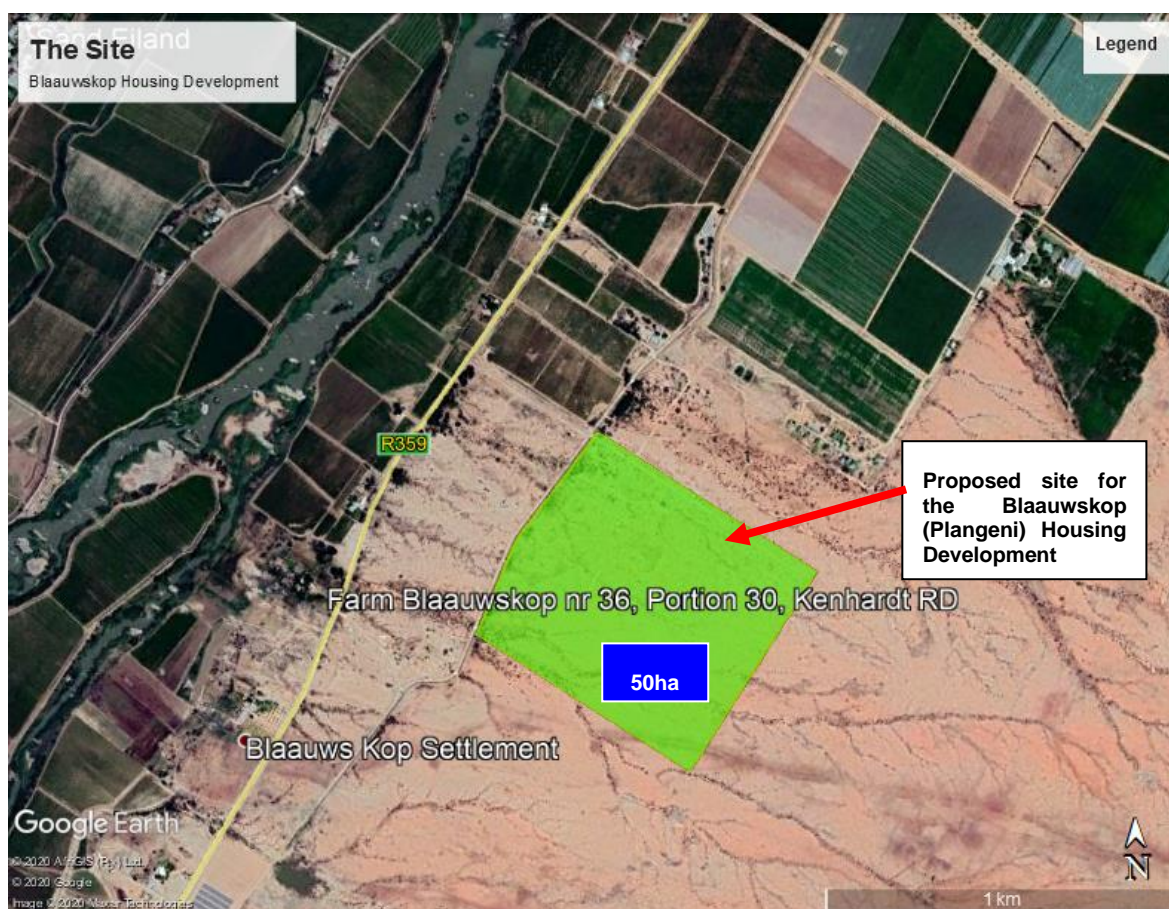 Sand Eiland
The Site
Blaauwskop Housing Development
Legend
R359
Proposed site for
the Blaauwskop
(Plangeni) Housing
Development
Farm Blaauwskop nr 36, Portion 30, Kenhardt RD
50ha
Blaauws Kop Settlement
Google Earth
© 2020 AfriGIS (Pty) Ltd.
© 2020 Google
Image © 2020 Maxar Technologies
N
1 km